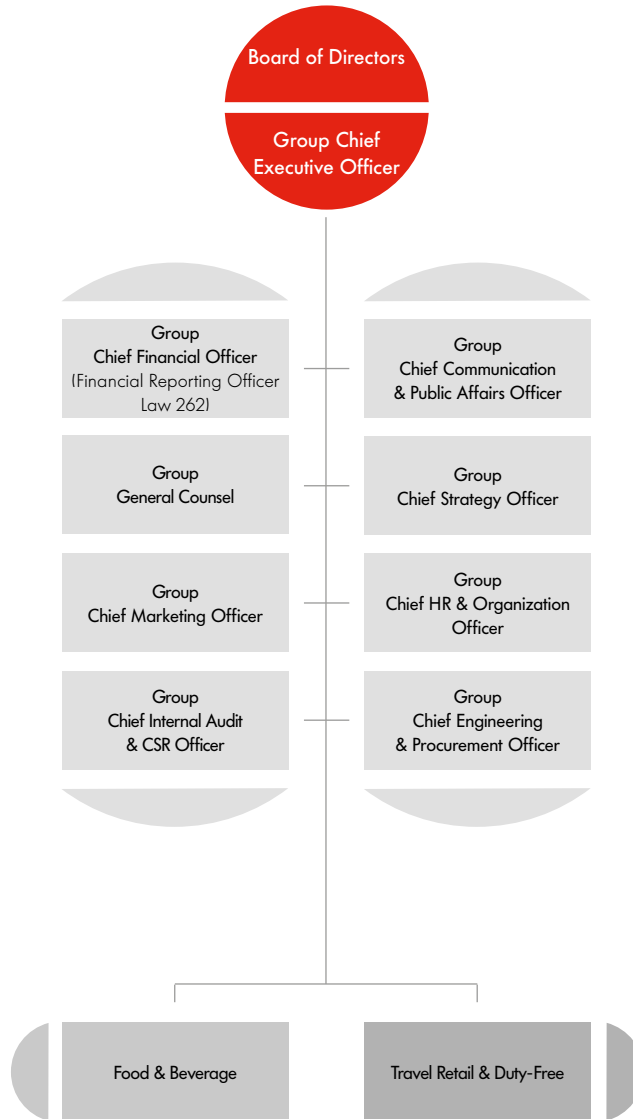 Board of Directors
Group Chief
Executive Officer
Group
Chief Financial Officer
(Financial Reporting Officer
Law 262)
Group
Chief Communication
& Public Affairs Officer
Group
General Counsel
Group
Chief Strategy Officer
Group
Chief Marketing Officer
Group
Chief HR & Organization
Officer
Group
Chief Internal Audit
& CSR Officer
Group
Chief Engineering
& Procurement Officer
Food & Beverage
Travel Retail & Duty-Free